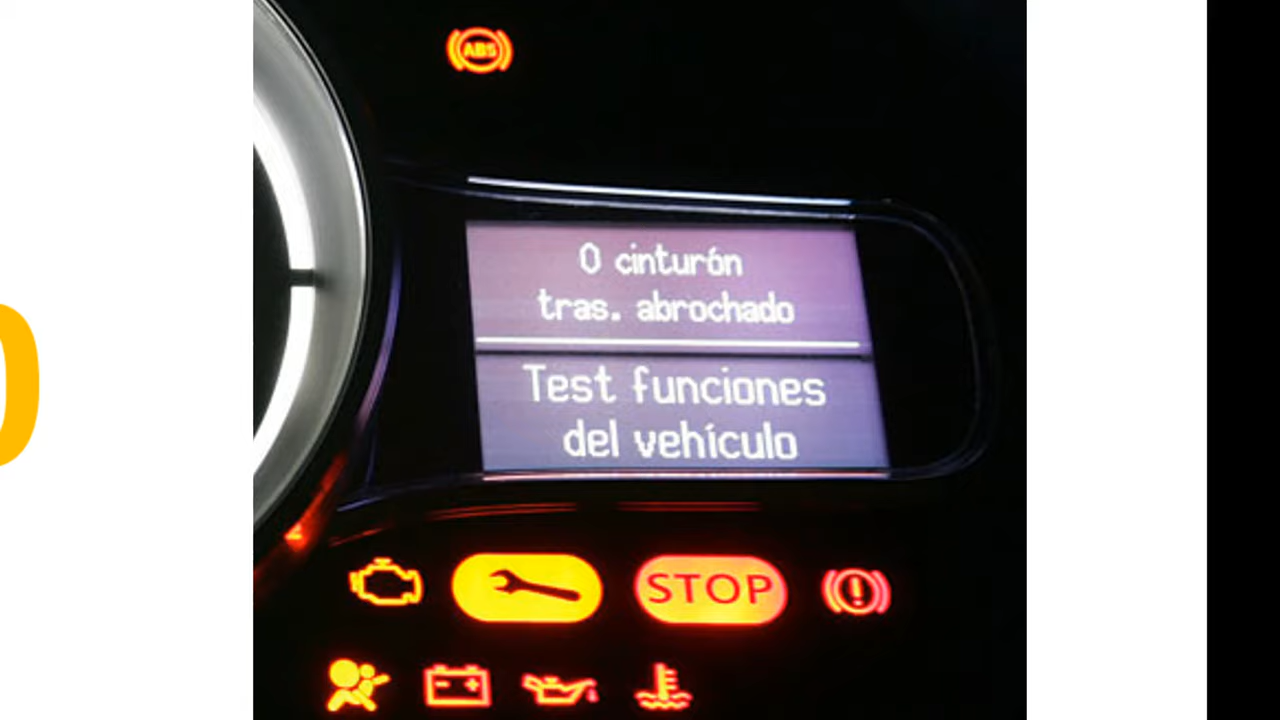 ABS
0 cinturón
tras. abrochado
Test funciones
del vehículo
STOP